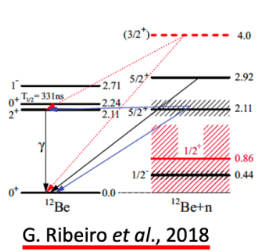 (3/2⁺) 4.0
1⁻ 2.71 5/2⁺ 2.92
0⁺ T₁/₂= 331ns 2.24
2⁺ 2.11 5/2⁺ 2.11
γ
1/2⁺ 0.86
1/2⁻ 0.44
0⁺ 0.0
¹²Be ¹²Be+n
G. Ribeiro et al., 2018